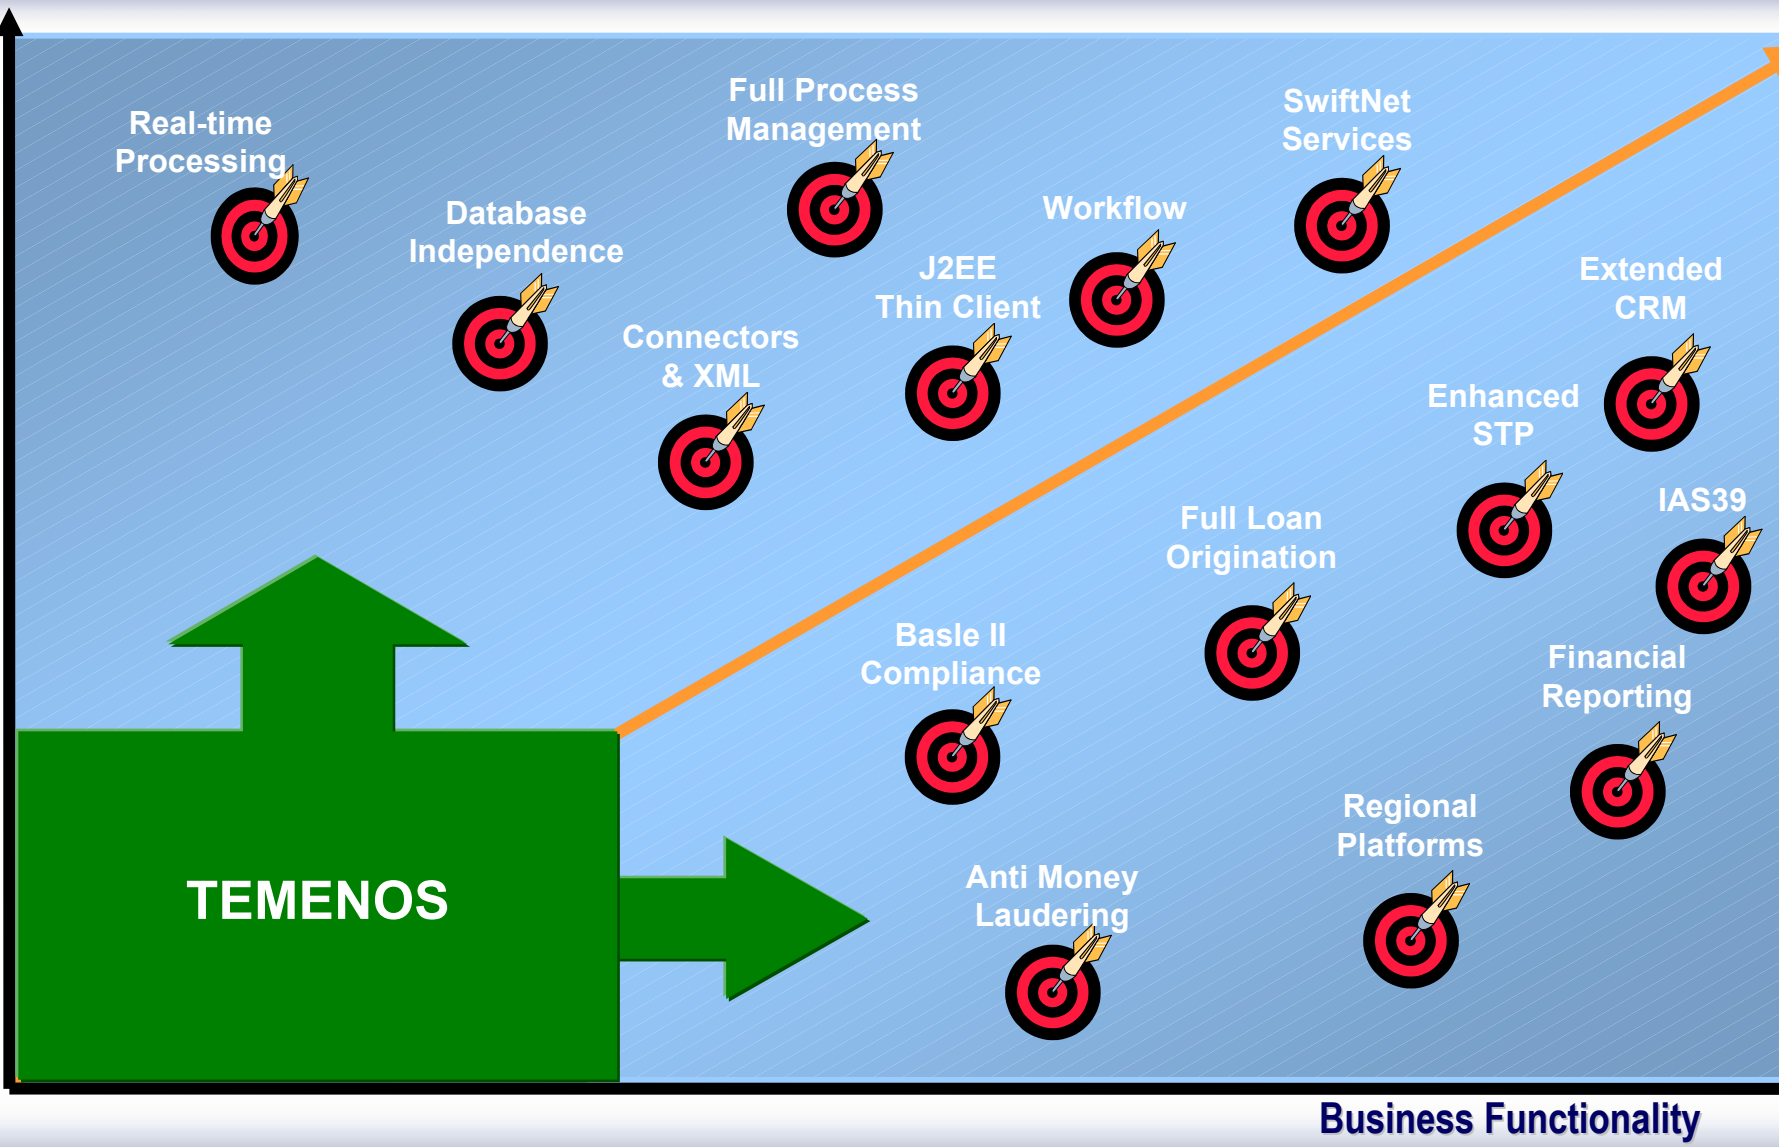 Real-time
Processing
Database
Independence
Full Process
Management
Connectors
& XML
J2EE
Thin Client
Workflow
SwiftNet
Services
Extended
CRM
Enhanced
STP
IAS39
Full Loan
Origination
Basle II
Compliance
Financial
Reporting
Regional
Platforms
Anti Money
Laudering
TEMENOS
Business Functionality